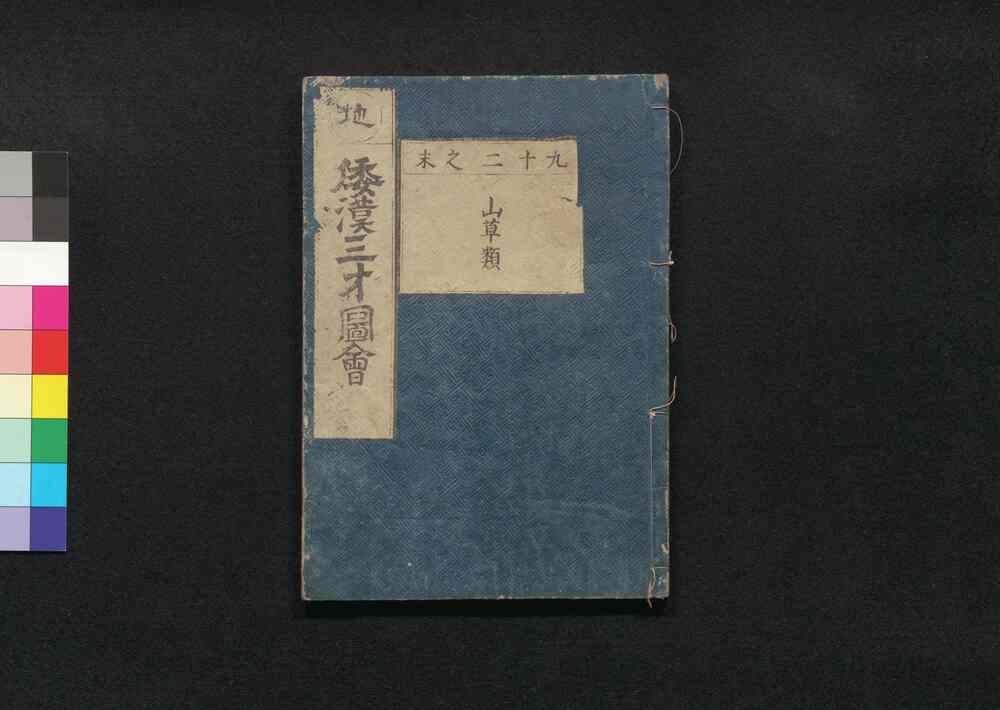 地
倭漢三才圖會
九十二之末
山草類